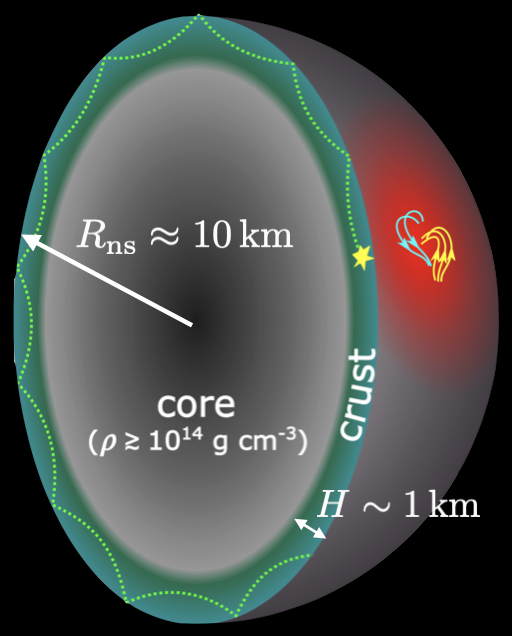 R_ns ≈ 10 km
core
(ρ ≳ 10^14 g cm^-3)
crust
H ∼ 1 km